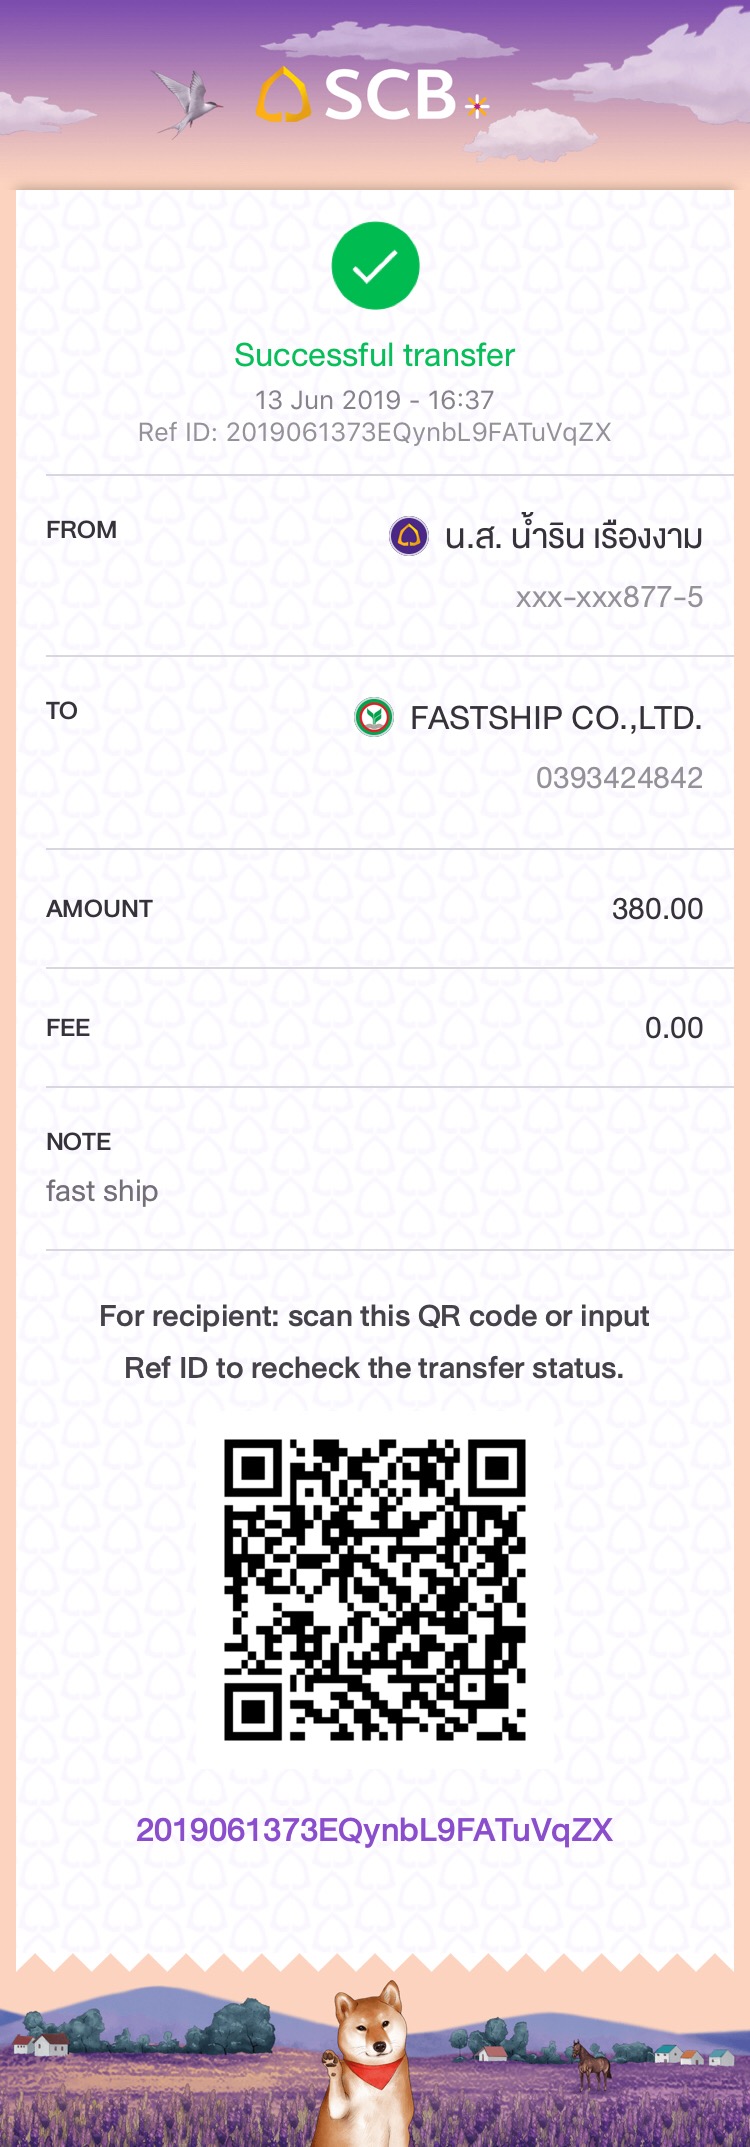 SCB
Successful transfer
13 Jun 2019 - 16:37
Ref ID: 2019061373EQynbL9FATuVqZX
FROM
น.ส. น้ำริน เรืองงาม
xxx-xxx877-5
TO
FASTSHIP CO.,LTD.
0393424842
AMOUNT
380.00
FEE
0.00
NOTE
fast ship
For recipient: scan this QR code or input
Ref ID to recheck the transfer status.
2019061373EQynbL9FATuVqZX